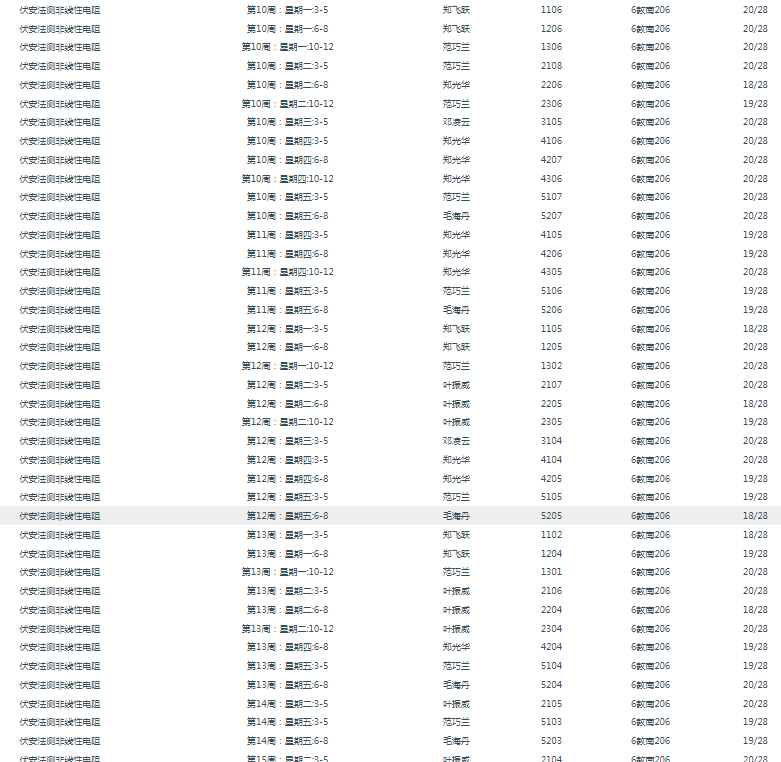 伏安法测非线性电阻 第10周：星期一:3-5 郑飞跃 1106 6教南206 20/28
伏安法测非线性电阻 第10周：星期一:6-8 郑飞跃 1206 6教南206 20/28
伏安法测非线性电阻 第10周：星期一:10-12 范巧兰 1306 6教南206 20/28
伏安法测非线性电阻 第10周：星期二:3-5 范巧兰 2108 6教南206 20/28
伏安法测非线性电阻 第10周：星期二:6-8 郑光华 2206 6教南206 18/28
伏安法测非线性电阻 第10周：星期二:10-12 范巧兰 2306 6教南206 19/28
伏安法测非线性电阻 第10周：星期三:3-5 邓凌云 3105 6教南206 20/28
伏安法测非线性电阻 第10周：星期四:3-5 郑光华 4106 6教南206 20/28
伏安法测非线性电阻 第10周：星期四:6-8 郑光华 4207 6教南206 20/28
伏安法测非线性电阻 第10周：星期四:10-12 郑光华 4306 6教南206 20/28
伏安法测非线性电阻 第10周：星期五:3-5 范巧兰 5107 6教南206 20/28
伏安法测非线性电阻 第10周：星期五:6-8 毛海丹 5207 6教南206 20/28
伏安法测非线性电阻 第11周：星期四:3-5 郑光华 4105 6教南206 19/28
伏安法测非线性电阻 第11周：星期四:6-8 郑光华 4206 6教南206 19/28
伏安法测非线性电阻 第11周：星期四:10-12 郑光华 4305 6教南206 20/28
伏安法测非线性电阻 第11周：星期五:3-5 范巧兰 5106 6教南206 19/28
伏安法测非线性电阻 第11周：星期五:6-8 毛海丹 5206 6教南206 19/28
伏安法测非线性电阻 第12周：星期一:3-5 郑飞跃 1105 6教南206 18/28
伏安法测非线性电阻 第12周：星期一:6-8 郑飞跃 1205 6教南206 20/28
伏安法测非线性电阻 第12周：星期一:10-12 范巧兰 1302 6教南206 20/28
伏安法测非线性电阻 第12周：星期二:3-5 叶振威 2107 6教南206 20/28
伏安法测非线性电阻 第12周：星期二:6-8 叶振威 2205 6教南206 18/28
伏安法测非线性电阻 第12周：星期二:10-12 叶振威 2305 6教南206 19/28
伏安法测非线性电阻 第12周：星期三:3-5 邓凌云 3104 6教南206 20/28
伏安法测非线性电阻 第12周：星期四:3-5 郑光华 4104 6教南206 20/28
伏安法测非线性电阻 第12周：星期四:6-8 郑光华 4205 6教南206 19/28
伏安法测非线性电阻 第12周：星期五:3-5 范巧兰 5105 6教南206 19/28
伏安法测非线性电阻 第12周：星期五:6-8 毛海丹 5205 6教南206 18/28
伏安法测非线性电阻 第13周：星期一:3-5 郑飞跃 1102 6教南206 18/28
伏安法测非线性电阻 第13周：星期一:6-8 郑飞跃 1204 6教南206 19/28
伏安法测非线性电阻 第13周：星期一:10-12 范巧兰 1301 6教南206 20/28
伏安法测非线性电阻 第13周：星期二:3-5 叶振威 2106 6教南206 20/28
伏安法测非线性电阻 第13周：星期二:6-8 叶振威 2204 6教南206 18/28
伏安法测非线性电阻 第13周：星期二:10-12 叶振威 2304 6教南206 20/28
伏安法测非线性电阻 第13周：星期四:6-8 郑光华 4204 6教南206 19/28
伏安法测非线性电阻 第13周：星期五:3-5 范巧兰 5104 6教南206 19/28
伏安法测非线性电阻 第13周：星期五:6-8 毛海丹 5204 6教南206 20/28
伏安法测非线性电阻 第14周：星期二:3-5 叶振威 2105 6教南206 20/28
伏安法测非线性电阻 第14周：星期五:3-5 范巧兰 5103 6教南206 19/28
伏安法测非线性电阻 第14周：星期五:6-8 毛海丹 5203 6教南206 19/28
伏安法测非线性电阻 第15周：星期二:3-5 叶振威 2104 6教南206 20/28